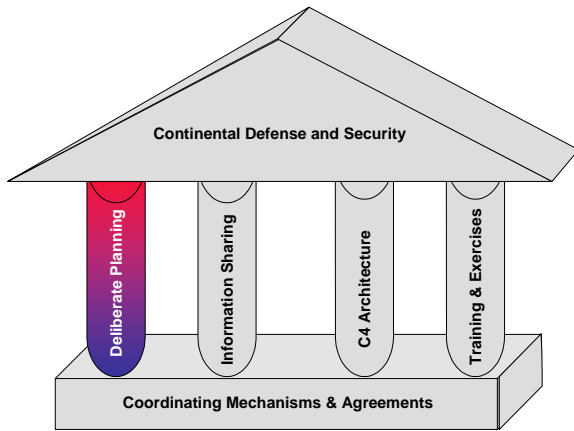 Continental Defense and Security
Deliberate Planning
Information Sharing
C4 Architecture
Training & Exercises
Coordinating Mechanisms & Agreements